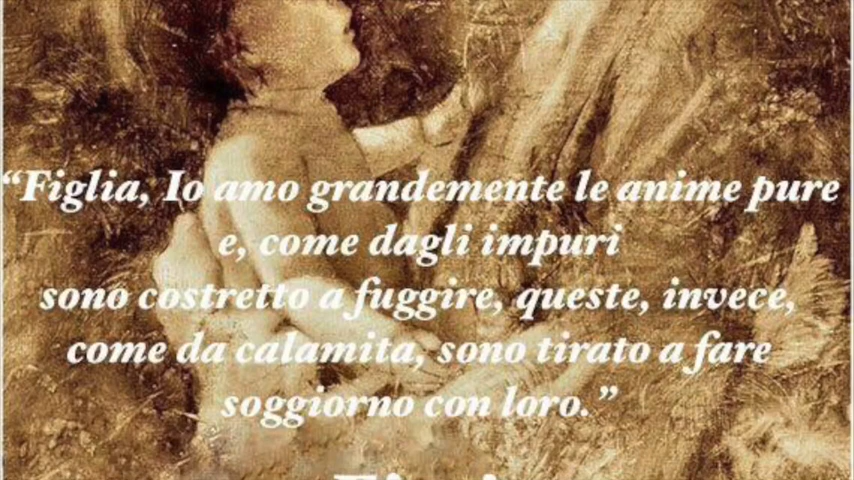 “Figlia, Io amo grandemente le anime pure
e, come dagli impuri
sono costretto a fuggire, queste, invece,
come da calamita, sono tirato a fare
soggiorno con loro.”